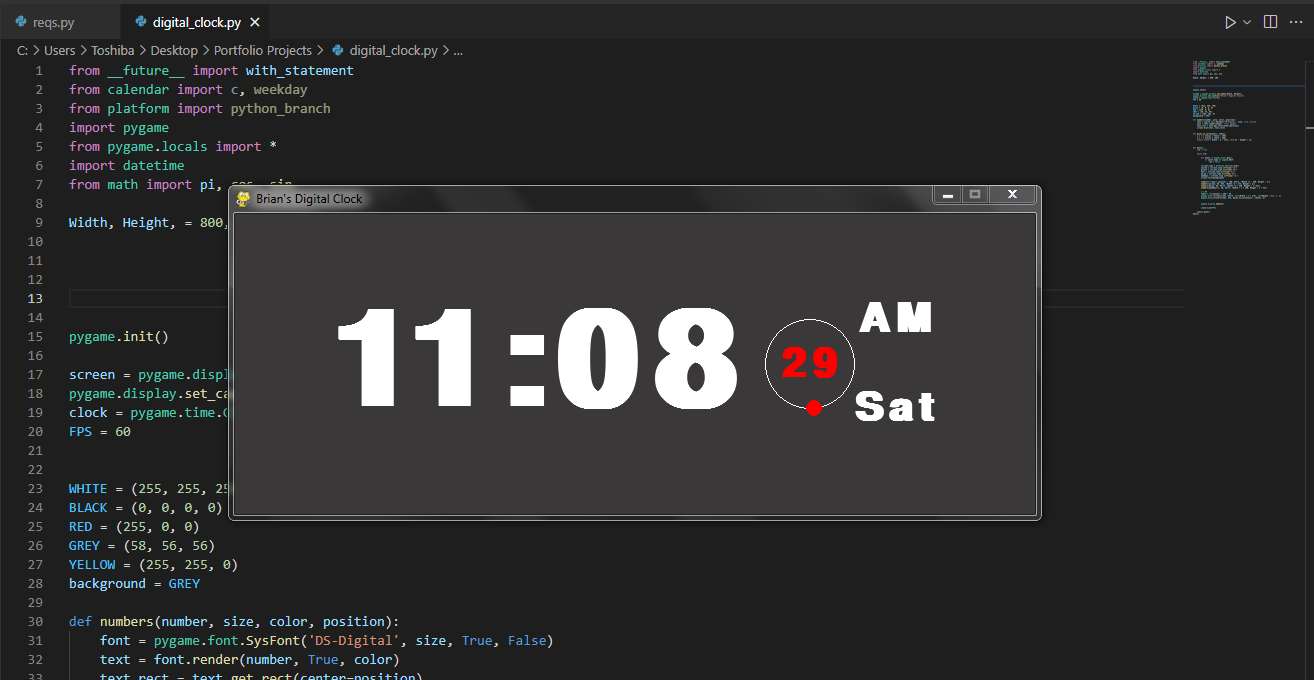 reqs.py
digital_clock.py
C: > Users > Toshiba > Desktop > Portfolio Projects > digital_clock.py > ...
1 from __future__ import with_statement
2 from calendar import c, weekday
3 from platform import python_branch
4 import pygame
5 from pygame.locals import *
6 import datetime
7 from math import pi, cos, sin
8
9 Width, Height, = 800,
10
11
12
13
14
15 pygame.init()
16
17 screen = pygame.displ
18 pygame.display.set_ca
19 clock = pygame.time.C
20 FPS = 60
21
22
23 WHITE = (255, 255, 25
24 BLACK = (0, 0, 0, 0)
25 RED = (255, 0, 0)
26 GREY = (58, 56, 56)
27 YELLOW = (255, 255, 0)
28 background = GREY
29
30 def numbers(number, size, color, position):
31 font = pygame.font.SysFont('DS-Digital', size, True, False)
32 text = font.render(number, True, color)
33 text_rect = text.get_rect(center=position)
Brian's Digital Clock
11:08
29
AM
Sat